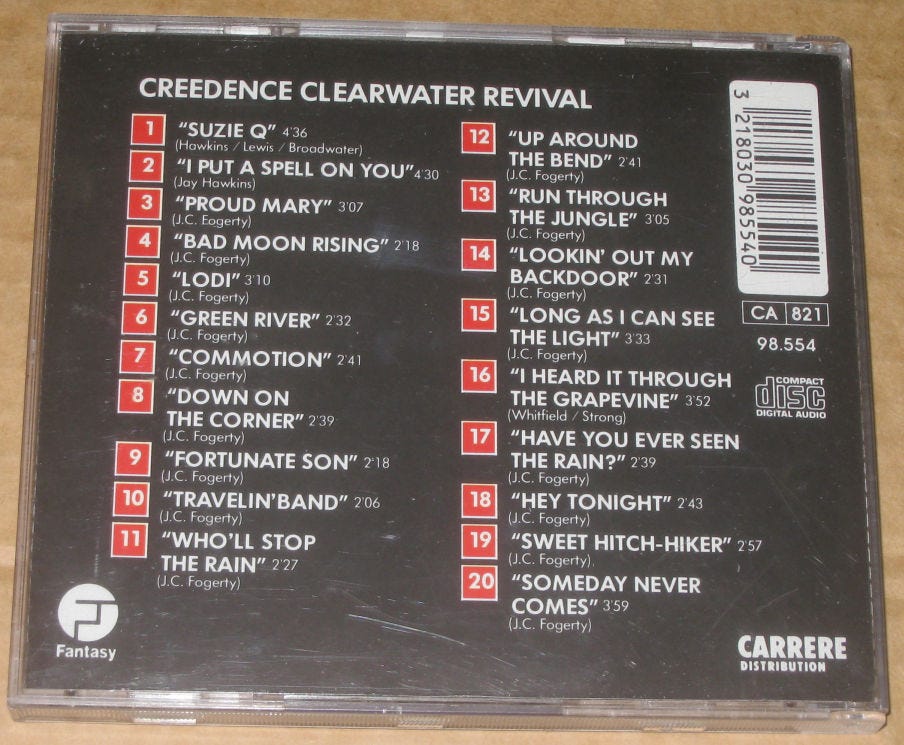 CREEDENCE CLEARWATER REVIVAL
1 "SUZIE Q" 4'36
(Hawkins / Lewis / Broadwater)
2 "I PUT A SPELL ON YOU" 4'30
(Jay Hawkins)
3 "PROUD MARY" 3'07
(J.C. Fogerty)
4 "BAD MOON RISING" 2'18
(J.C. Fogerty)
5 "LODI" 3'10
(J.C. Fogerty)
6 "GREEN RIVER" 2'32
(J.C. Fogerty)
7 "COMMOTION" 2'41
(J.C. Fogerty)
8 "DOWN ON
THE CORNER" 2'39
(J.C. Fogerty)
9 "FORTUNATE SON" 2'18
(J.C. Fogerty)
10 "TRAVELIN' BAND" 2'06
(J.C. Fogerty)
11 "WHO'LL STOP
THE RAIN" 2'27
(J.C. Fogerty)
12 "UP AROUND
THE BEND" 2'41
(J.C. Fogerty)
13 "RUN THROUGH
THE JUNGLE" 3'05
(J.C. Fogerty)
14 "LOOKIN' OUT MY
BACKDOOR" 2'31
(J.C. Fogerty)
15 "LONG AS I CAN SEE
THE LIGHT" 3'33
(J.C. Fogerty)
16 "I HEARD IT THROUGH
THE GRAPEVINE" 3'52
(Whitfield / Strong)
17 "HAVE YOU EVER SEEN
THE RAIN?" 2'39
(J.C. Fogerty)
18 "HEY TONIGHT" 2'43
(J.C. Fogerty)
19 "SWEET HITCH-HIKER" 2'57
(J.C. Fogerty)
20 "SOMEDAY NEVER
COMES" 3'59
(J.C. Fogerty)
3 218030 985540
CA 821
98.554
COMPACT
disc
DIGITAL AUDIO
Fantasy
CARRERE
DISTRIBUTION